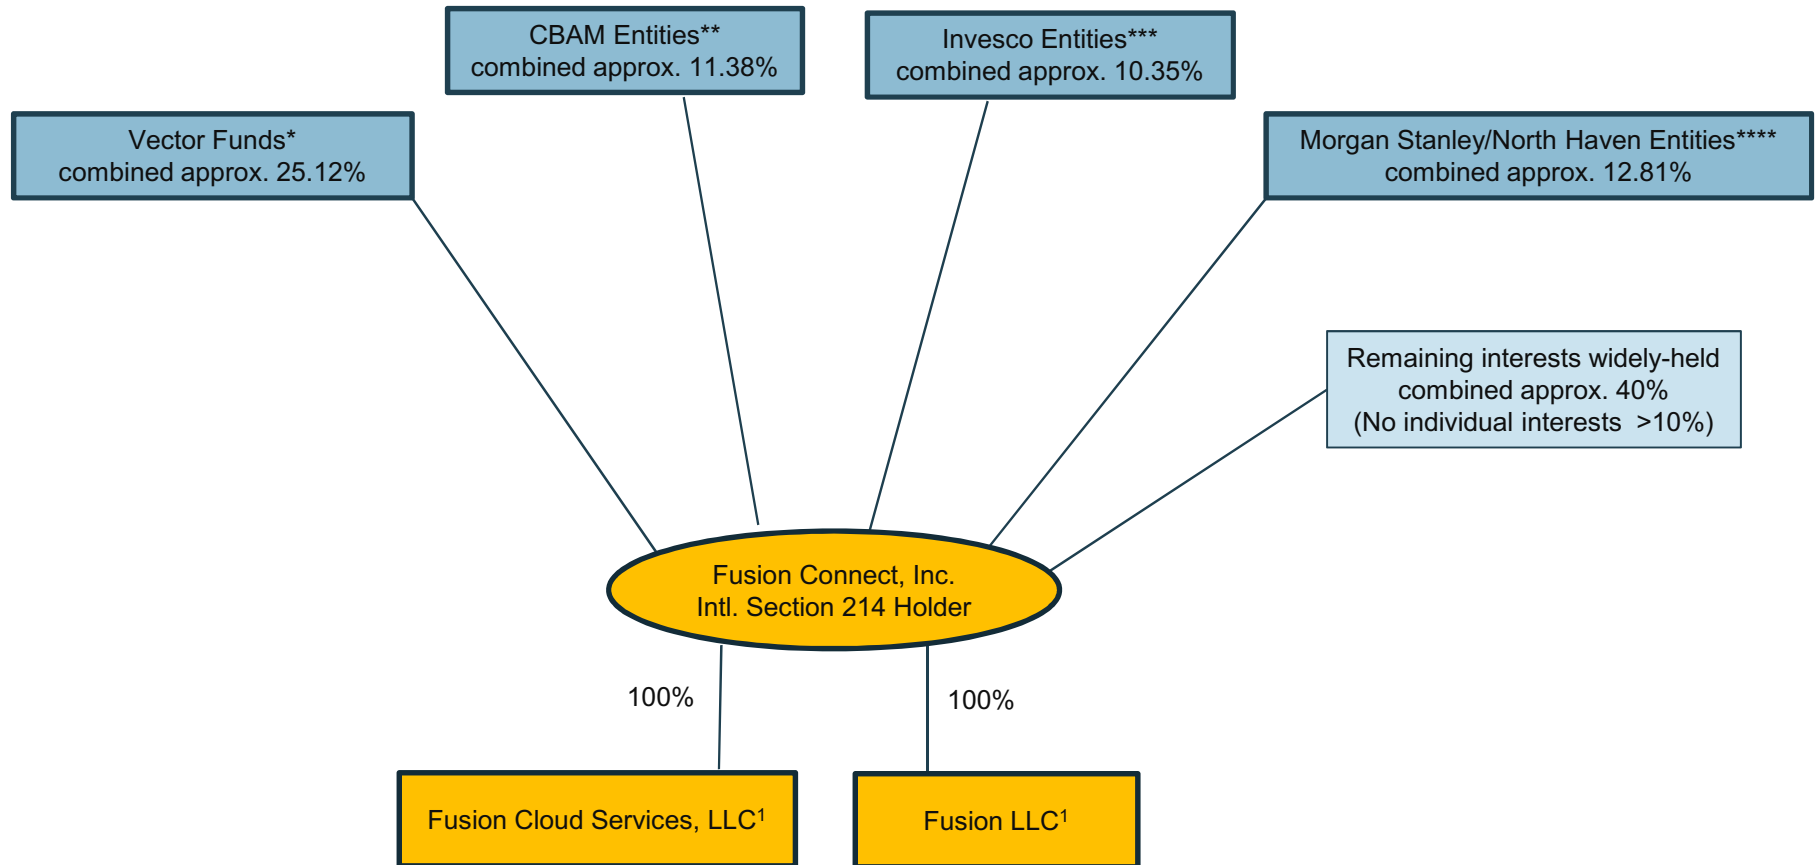 CBAM Entities**
combined approx. 11.38%
Invesco Entities***
combined approx. 10.35%
Vector Funds*
combined approx. 25.12%
Morgan Stanley/North Haven Entities****
combined approx. 12.81%
Remaining interests widely-held
combined approx. 40%
(No individual interests >10%)
Fusion Connect, Inc.
Intl. Section 214 Holder
100%
100%
Fusion Cloud Services, LLC¹
Fusion LLC¹